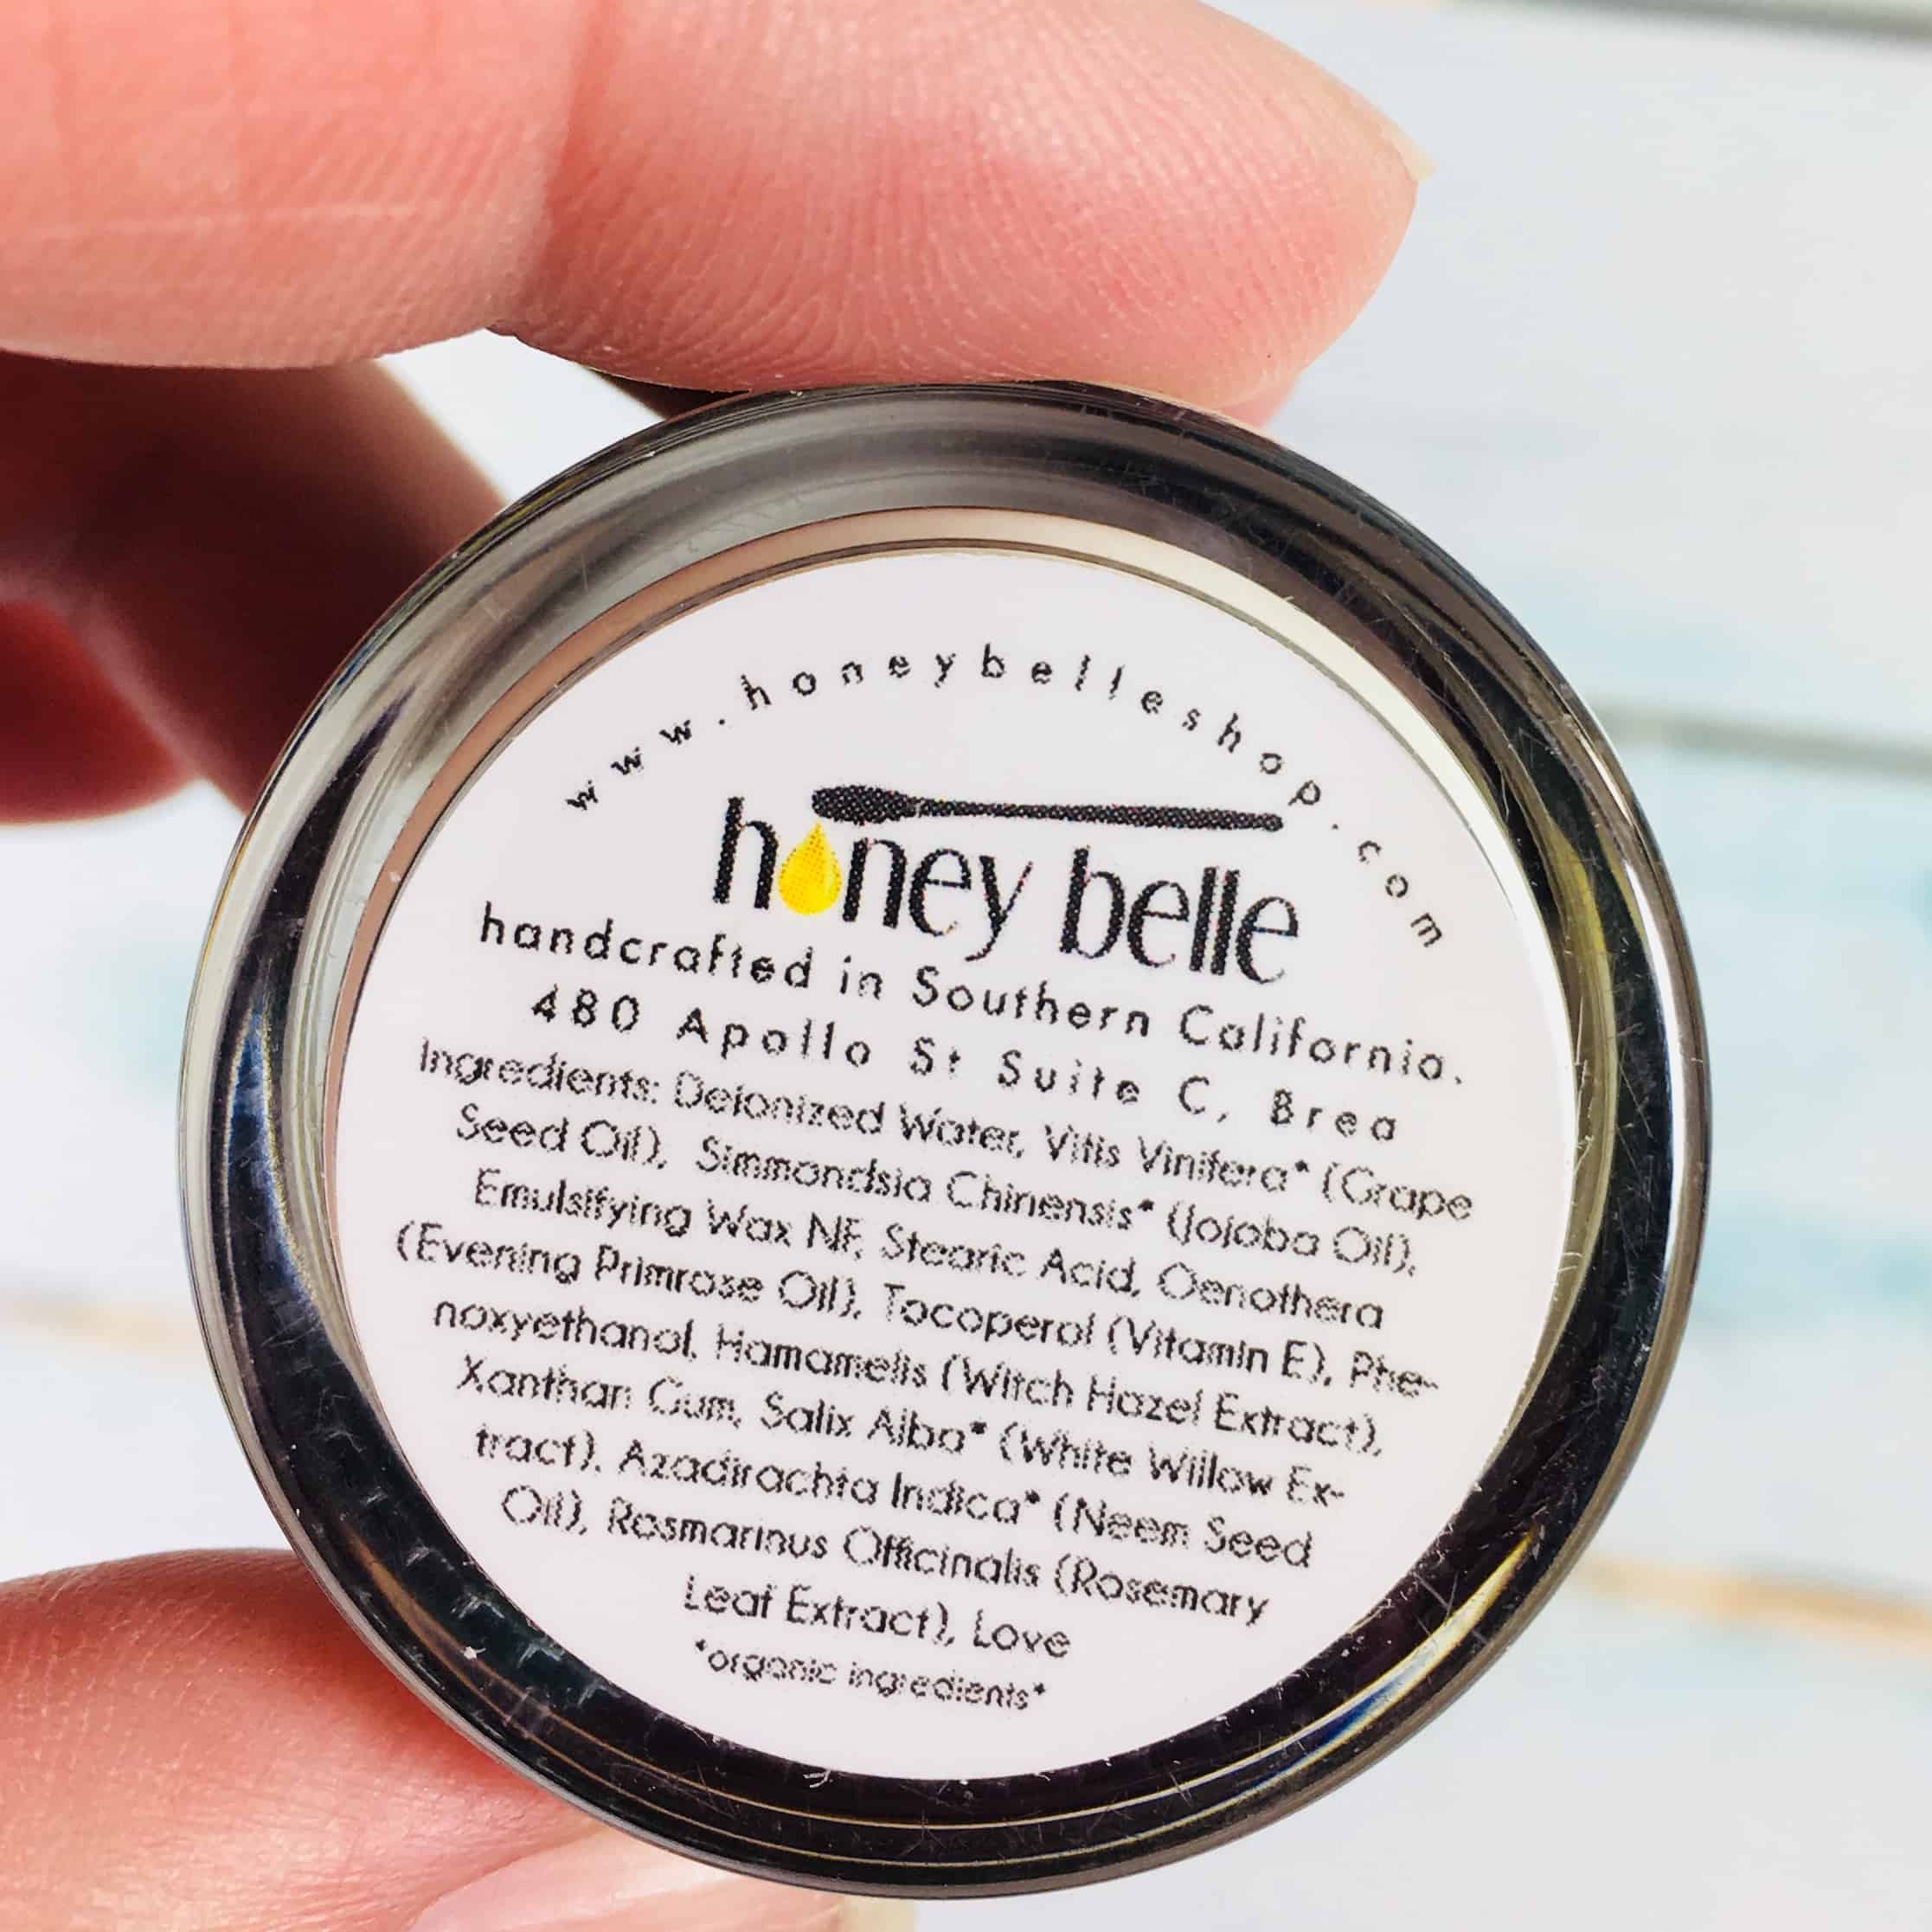 www.honeybelleshop.com
honey belle
handcrafted in Southern California.
480 Apollo St Suite C, Brea
Ingredients: Deionized Water, Vitis Vinifera* (Grape
Seed Oil), Simmondsia Chinensis* (Jojoba Oil),
Emulsifying Wax NF, Stearic Acid, Oenothera
(Evening Primrose Oil), Tocoperol (Vitamin E), Phe-
noxyethanol, Hamamelis (Witch Hazel Extract),
Xanthan Gum, Salix Alba* (White Willow Ex-
tract), Azadirachta Indica* (Neem Seed
Oil), Rosmarinus Officinalis (Rosemary
Leaf Extract), Love
*organic ingredients*